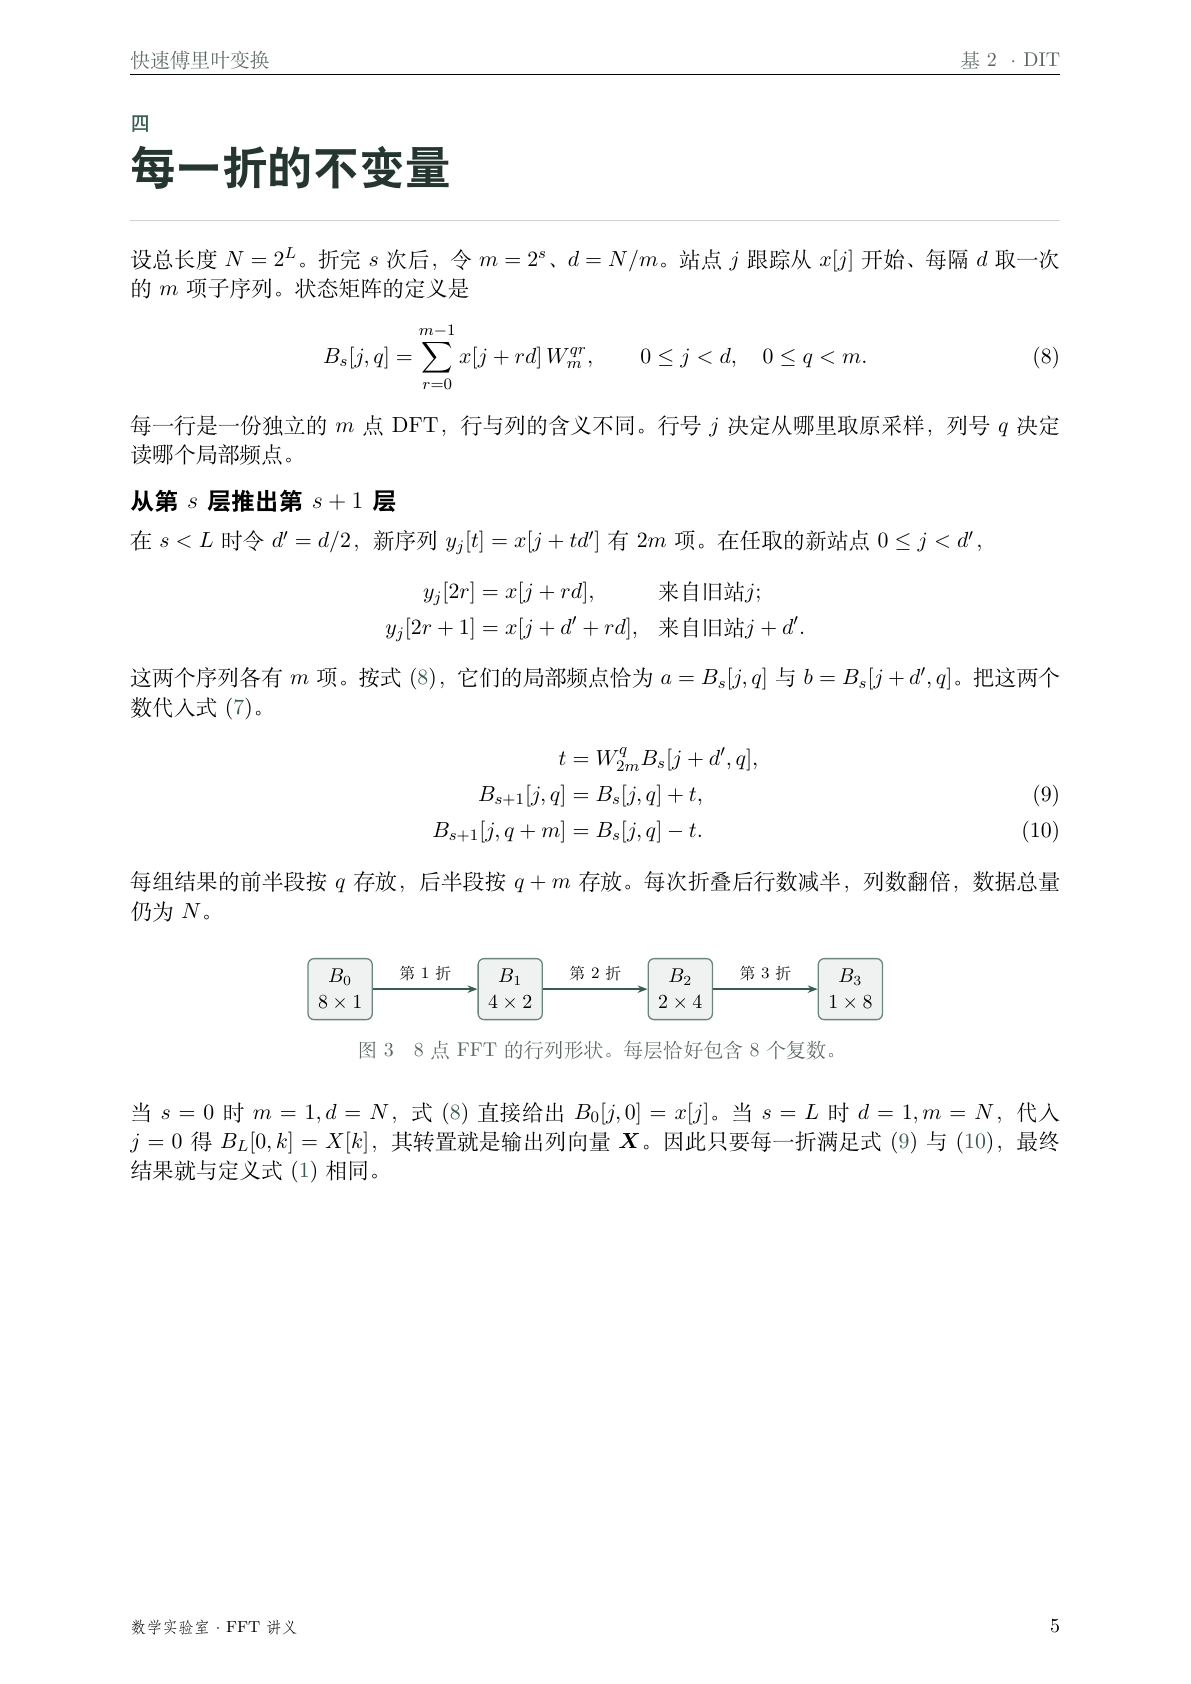 快速傅里叶变换 基 2 · DIT
四
每一折的不变量
设总长度 N = 2^L。折完 s 次后，令 m = 2^s、d = N/m。站点 j 跟踪从 x[j] 开始、每隔 d 取一次
的 m 项子序列。状态矩阵的定义是
B_s[j, q] = ∑_{r=0}^{m−1} x[j + rd] W_m^{qr}, 0 ≤ j < d, 0 ≤ q < m. (8)
每一行是一份独立的 m 点 DFT，行与列的含义不同。行号 j 决定从哪里取原采样，列号 q 决定
读哪个局部频点。
从第 s 层推出第 s + 1 层
在 s < L 时令 d′ = d/2，新序列 y_j[t] = x[j + td′] 有 2m 项。在任取的新站点 0 ≤ j < d′，
y_j[2r] = x[j + rd], 来自旧站j;
y_j[2r + 1] = x[j + d′ + rd], 来自旧站j + d′.
这两个序列各有 m 项。按式 (8)，它们的局部频点恰为 a = B_s[j, q] 与 b = B_s[j + d′, q]。把这两个
数代入式 (7)。
t = W_{2m}^q B_s[j + d′, q],
B_{s+1}[j, q] = B_s[j, q] + t, (9)
B_{s+1}[j, q + m] = B_s[j, q] − t. (10)
每组结果的前半段按 q 存放，后半段按 q + m 存放。每次折叠后行数减半，列数翻倍，数据总量
仍为 N。
B_0 第 1 折 B_1 第 2 折 B_2 第 3 折 B_3
8 × 1 4 × 2 2 × 4 1 × 8
图 3 8 点 FFT 的行列形状。每层恰好包含 8 个复数。
当 s = 0 时 m = 1, d = N，式 (8) 直接给出 B_0[j, 0] = x[j]。当 s = L 时 d = 1, m = N，代入
j = 0 得 B_L[0, k] = X[k]，其转置就是输出列向量 X。因此只要每一折满足式 (9) 与 (10)，最终
结果就与定义式 (1) 相同。
数学实验室 · FFT 讲义 5